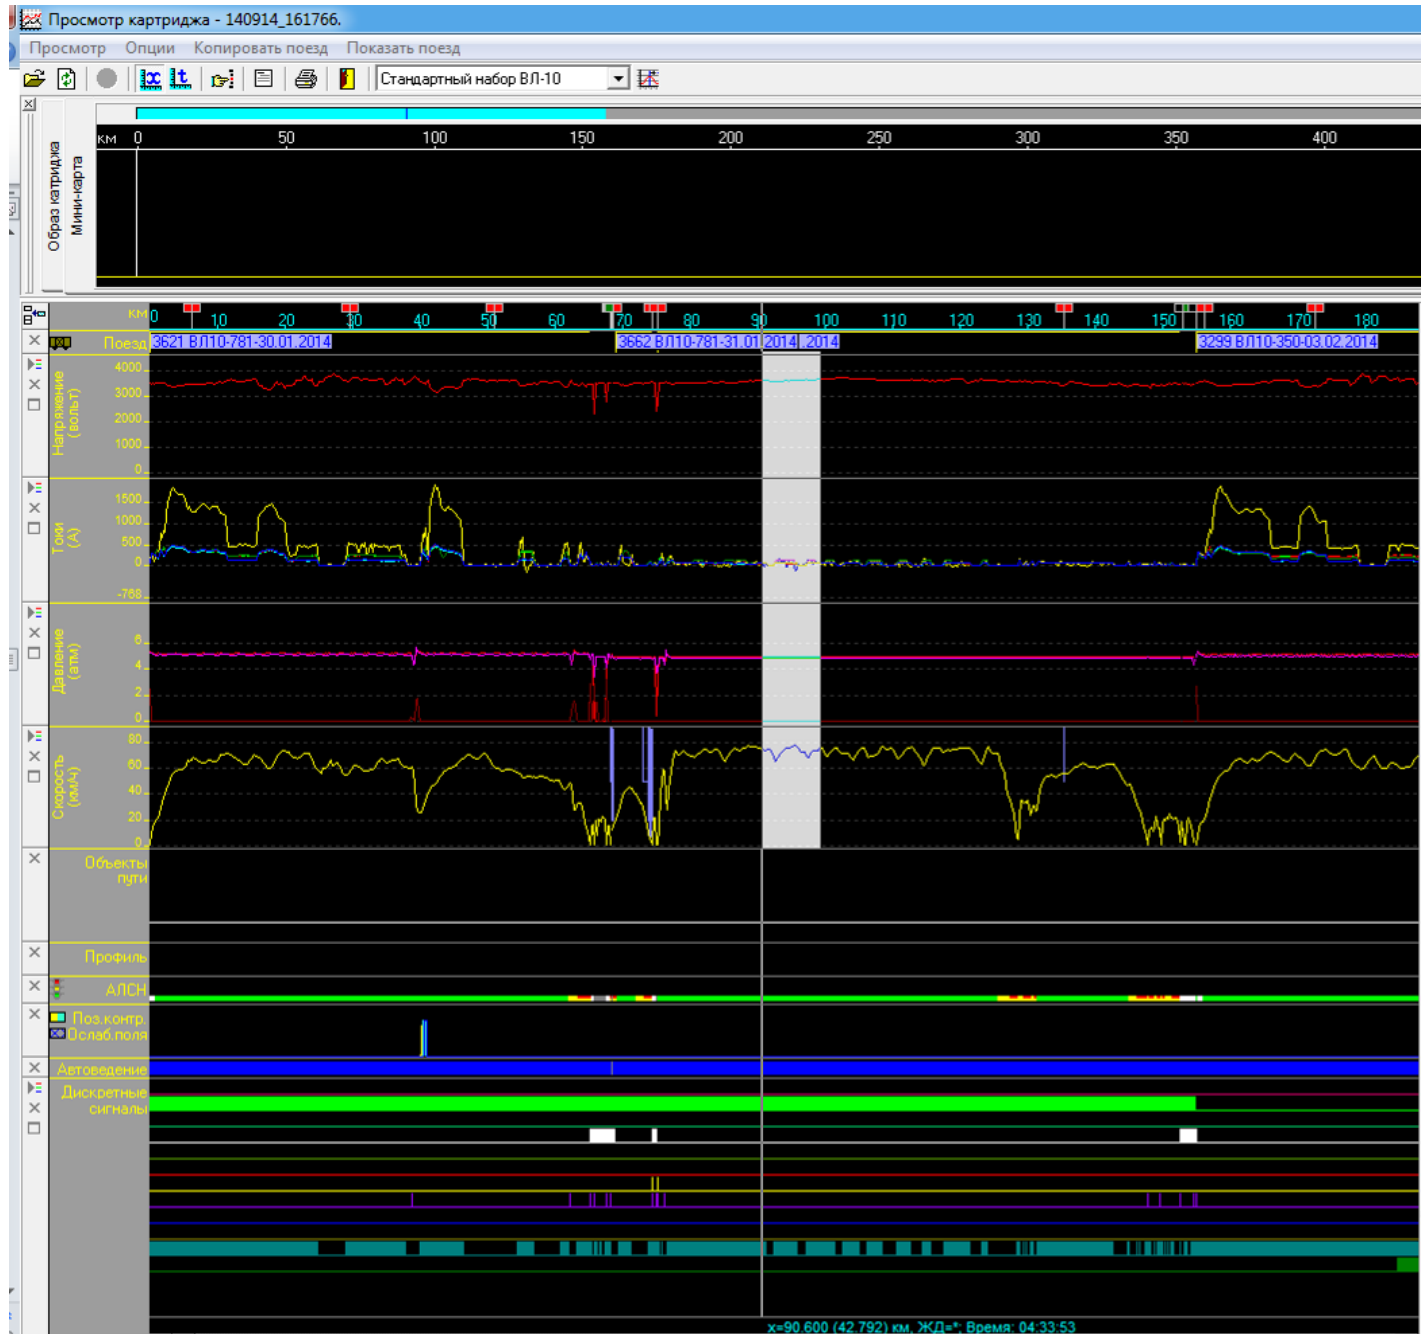 Просмотр картриджа - 140914_161766.
Просмотр Опции Копировать поезд Показать поезд
x t Стандартный набор ВЛ-10
Образ катриджа
Мини-карта
км 0 50 100 150 200 250 300 350 400
км 0 10 20 30 40 50 60 70 80 90 100 110 120 130 140 150 160 170 180
Поезд 3621 ВЛ10-781-30.01.2014 3662 ВЛ10-781-31.01.2014 .2014 3299 ВЛ10-350-03.02.2014
Напряжение
(вольт)
4000
3000
2000
1000
0
Токи
(А)
1500
1000
500
0
-768
Давление
(атм)
6
4
2
0
Скорость
(км/ч)
80
60
40
20
0
Объекты
пути
Профиль
АЛСН
Поз.контр.
Ослаб.поля
Автоведение
Дискретные
сигналы
x=90.600 (42.792) км, ЖД=*; Время: 04:33:53